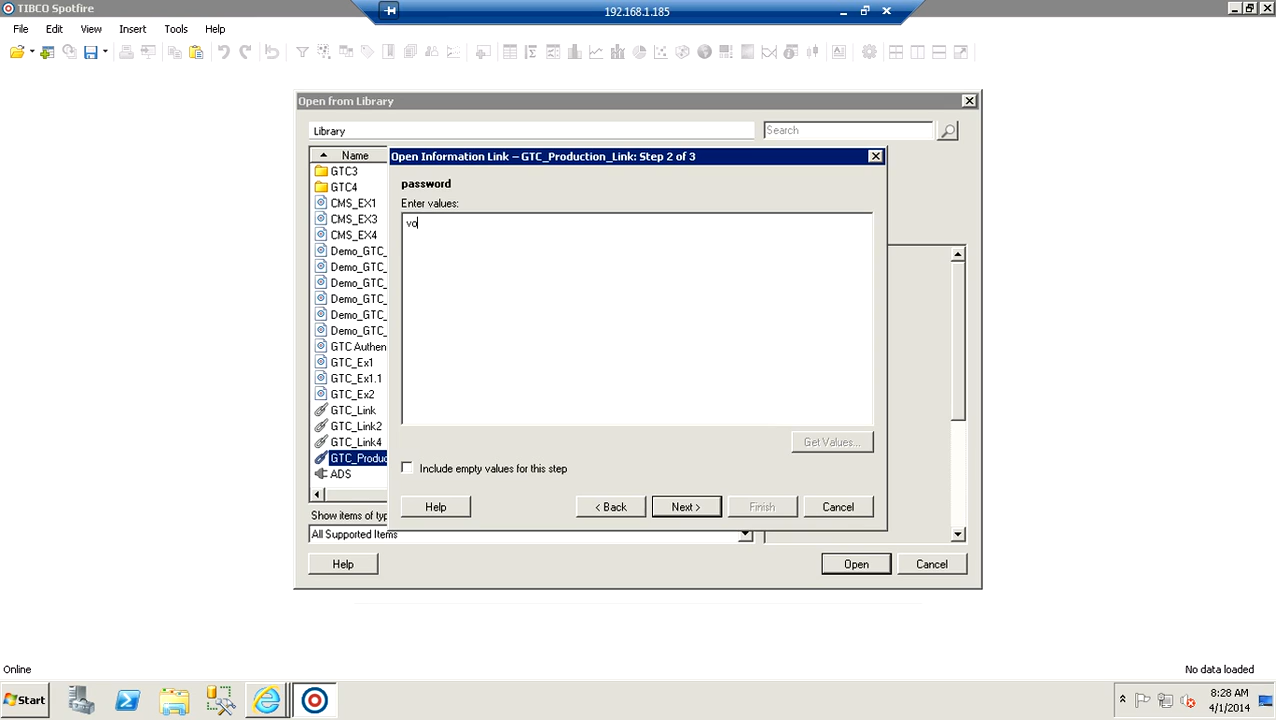 TIBCO Spotfire
192.168.1.185
File Edit View Insert Tools Help
Open from Library
Library
Search
Name
GTC3
GTC4
CMS_EX1
CMS_EX3
CMS_EX4
Demo_GTC_
Demo_GTC_
Demo_GTC_
Demo_GTC_
Demo_GTC_
Demo_GTC_
GTC Authen
GTC_Ex1
GTC_Ex1.1
GTC_Ex2
GTC_Link
GTC_Link2
GTC_Link4
GTC_Produc
ADS
Show items of typ
All Supported Items
Help
Open
Cancel
Open Information Link – GTC_Production_Link: Step 2 of 3
password
Enter values:
vo
Get Values...
Include empty values for this step
Help
< Back
Next >
Finish
Cancel
Online
No data loaded
Start
8:28 AM
4/1/2014